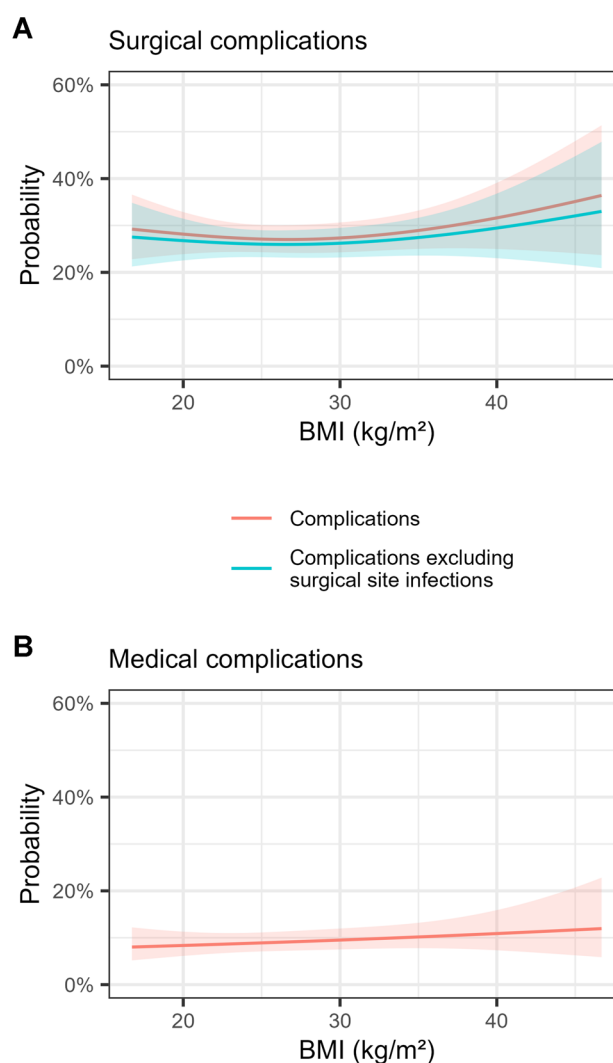 A
Surgical complications
60%
40%
20%
0%
Probability
20 30 40
BMI (kg/m²)
Complications
Complications excluding
surgical site infections
B
Medical complications
60%
40%
20%
0%
Probability
20 30 40
BMI (kg/m²)